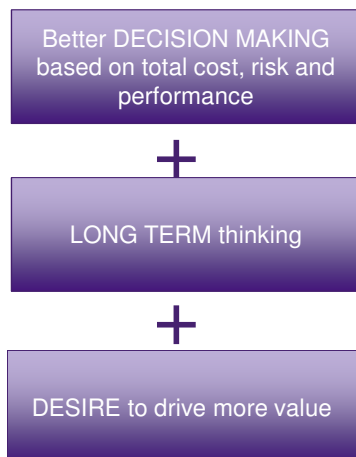 Better DECISION MAKING
based on total cost, risk and
performance
+
LONG TERM thinking
+
DESIRE to drive more value